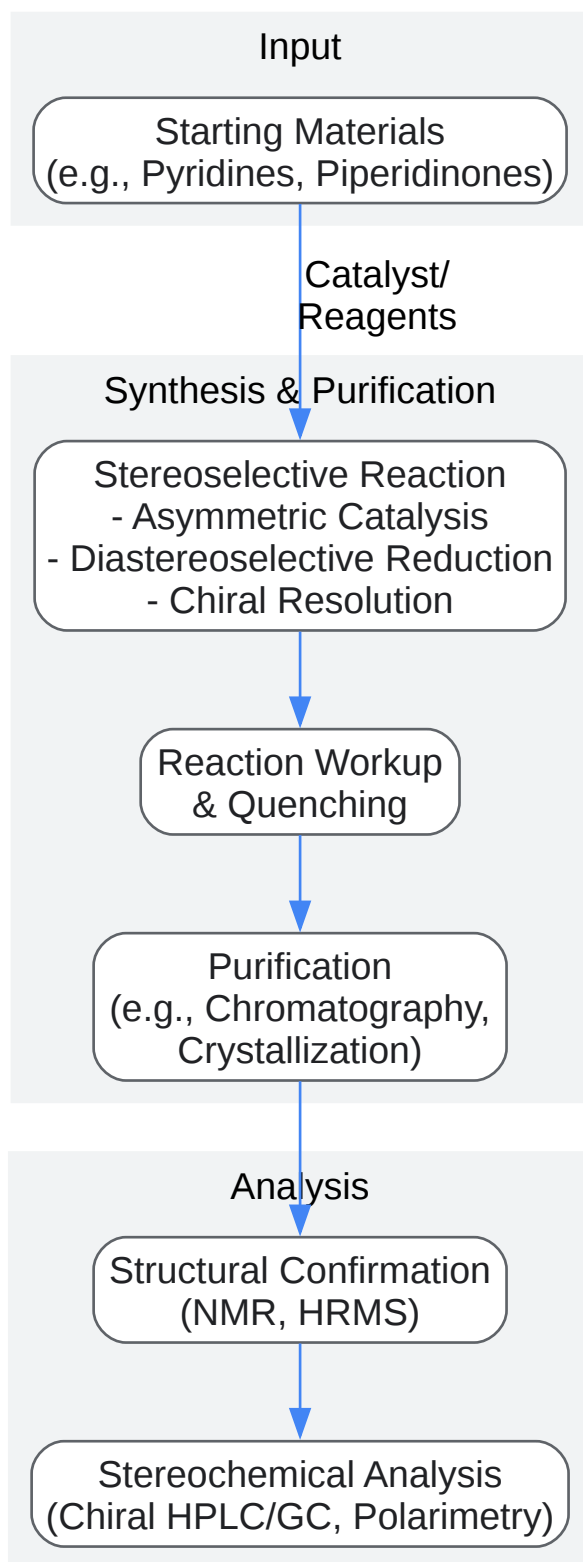 Input
Starting Materials
(e.g., Pyridines, Piperidinones)
Catalyst/
Reagents
Synthesis & Purification
Stereoselective Reaction
- Asymmetric Catalysis
- Diastereoselective Reduction
- Chiral Resolution
Reaction Workup
& Quenching
Purification
(e.g., Chromatography,
Crystallization)
Analysis
Structural Confirmation
(NMR, HRMS)
Stereochemical Analysis
(Chiral HPLC/GC, Polarimetry)